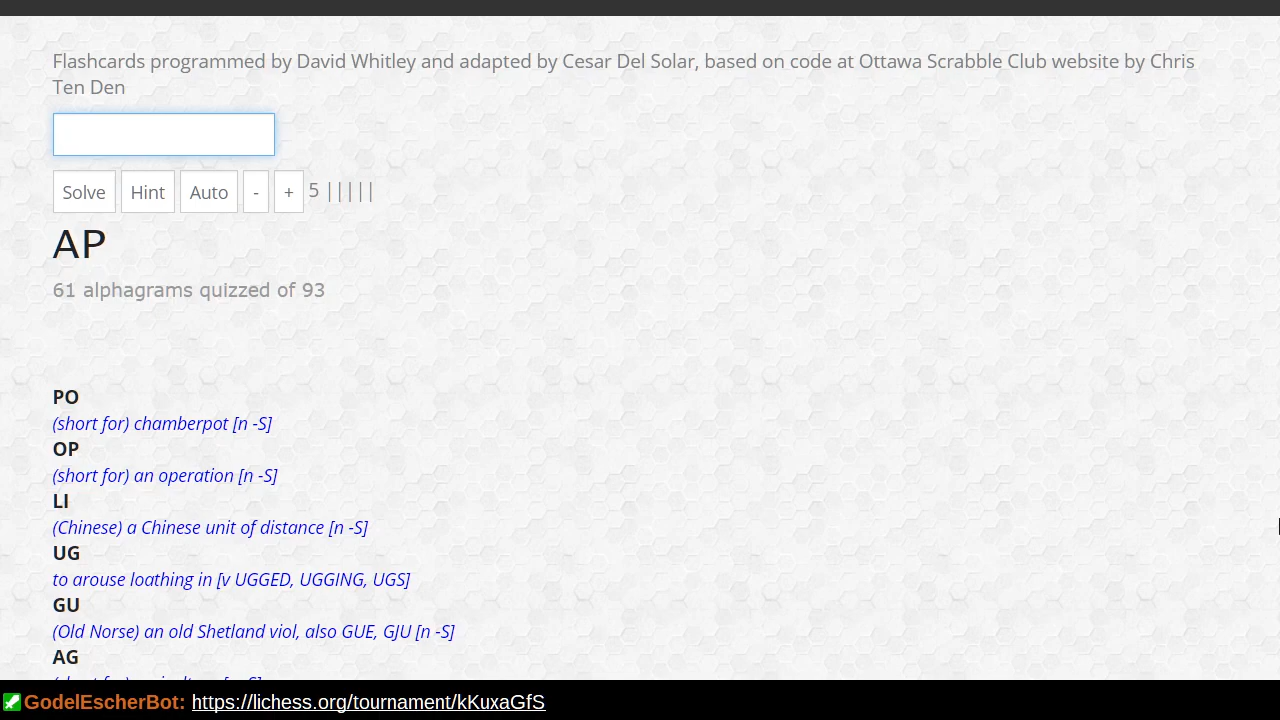 Flashcards programmed by David Whitley and adapted by Cesar Del Solar, based on code at Ottawa Scrabble Club website by Chris
Ten Den
Solve Hint Auto - + 5 |||||
AP
61 alphagrams quizzed of 93
PO
(short for) chamberpot [n -S]
OP
(short for) an operation [n -S]
LI
(Chinese) a Chinese unit of distance [n -S]
UG
to arouse loathing in [v UGGED, UGGING, UGS]
GU
(Old Norse) an old Shetland viol, also GUE, GJU [n -S]
AG
GodelEscherBot: https://lichess.org/tournament/kKuxaGfS